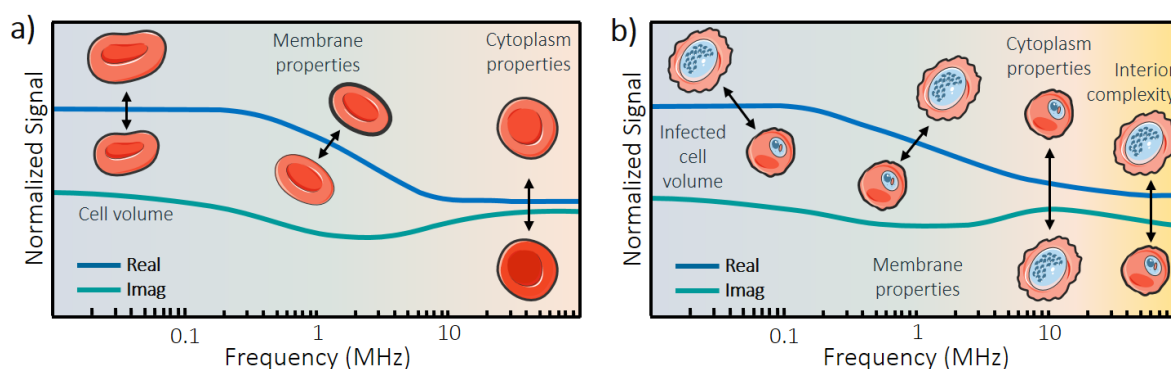 a)
Normalized Signal
Membrane
properties
Cytoplasm
properties
Cell volume
Real
Imag
0.1
1
10
Frequency (MHz)
b)
Normalized Signal
Cytoplasm
properties
Interior
complexity
Infected
cell
volume
Membrane
properties
Real
Imag
0.1
1
10
Frequency (MHz)